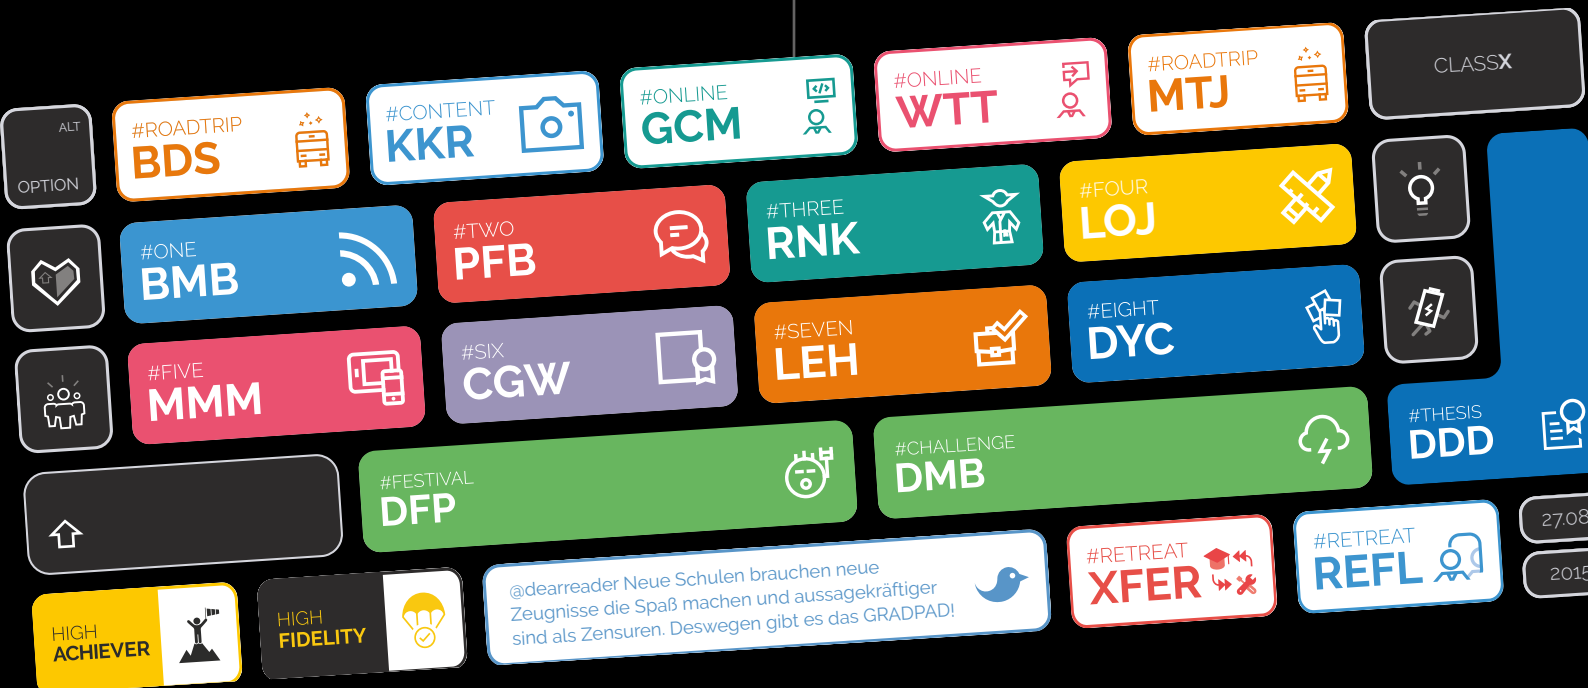 ALT
OPTION
#ROADTRIP
BDS
#CONTENT
KKR
#ONLINE
GCM
#ONLINE
WTT
#ROADTRIP
MTJ
CLASSX
#ONE
BMB
#TWO
PFB
#THREE
RNK
#FOUR
LOJ
#FIVE
MMM
#SIX
CGW
#SEVEN
LEH
#EIGHT
DYC
#FESTIVAL
DFP
#CHALLENGE
DMB
#THESIS
DDD
HIGH
ACHIEVER
HIGH
FIDELITY
@dearreader Neue Schulen brauchen neue
Zeugnisse die Spaß machen und aussagekräftiger
sind als Zensuren. Deswegen gibt es das GRADPAD!
#RETREAT
XFER
#RETREAT
REFL
27.08
2015